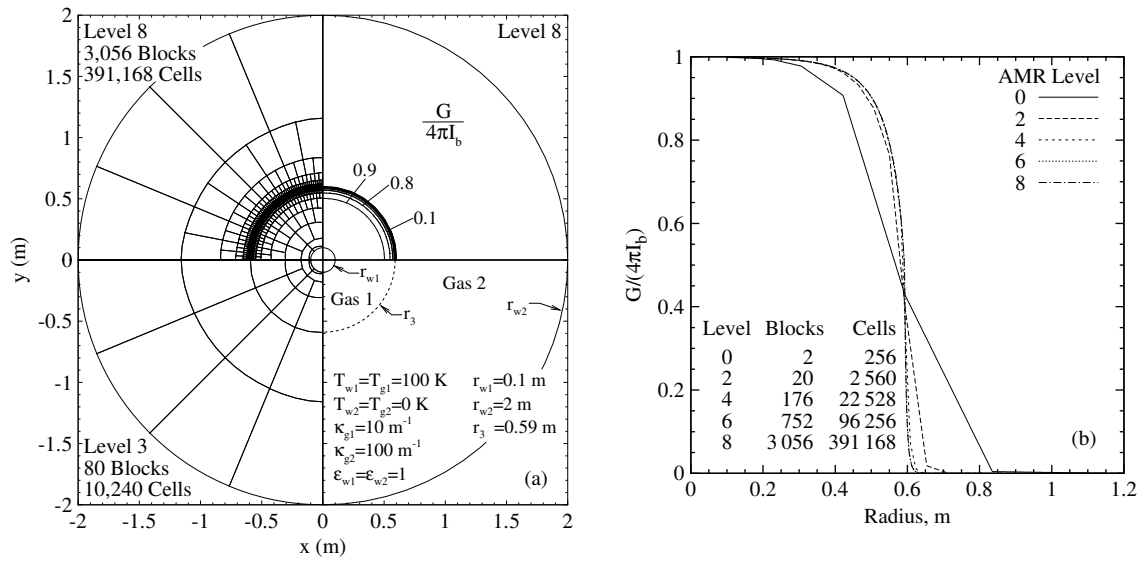 Level 8
3,056 Blocks
391,168 Cells
Level 8
G
4πI_b
0.9
0.8
0.1
r_w1
Gas 1
Gas 2
r_w2
r_3
T_w1=T_g1=100 K
r_w1=0.1 m
T_w2=T_g2=0 K
r_w2=2 m
κ_g1=10 m^-1
r_3 =0.59 m
κ_g2=100 m^-1
ε_w1=ε_w2=1
(a)
Level 3
80 Blocks
10,240 Cells
2
1.5
1
0.5
0
-0.5
-1
-1.5
-2
y (m)
-2 -1.5 -1 -0.5 0 0.5 1 1.5 2
x (m)
1
0.8
0.6
0.4
0.2
0
G/(4πI_b)
AMR Level
0
2
4
6
8
Level Blocks Cells
0 2 256
2 20 2 560
4 176 22 528
6 752 96 256
8 3 056 391 168
(b)
0 0.2 0.4 0.6 0.8 1 1.2
Radius, m